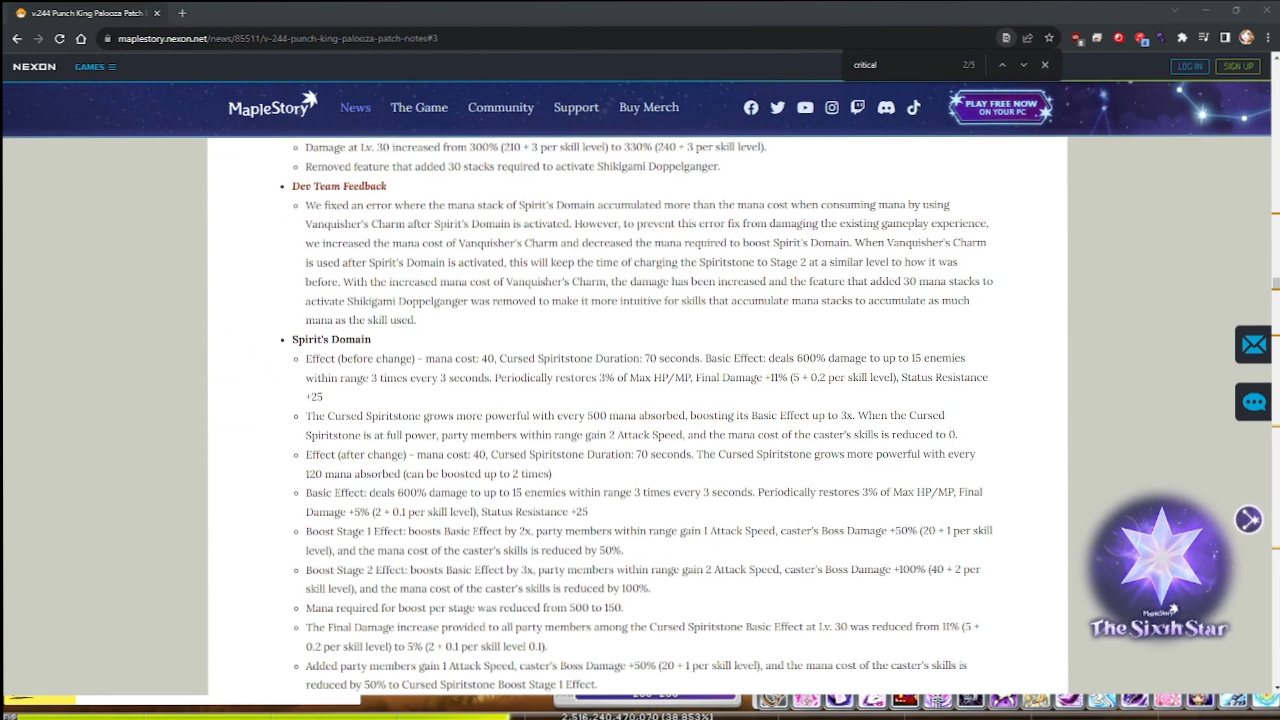 v.244 Punch King Palooza Patch
maplestory.nexon.net/news/85511/v-244-punch-king-palooza-patch-notes#3
critical 2/5
NEXON GAMES LOG IN SIGN UP
MapleStory News The Game Community Support Buy Merch PLAY FREE NOW
ON YOUR PC
Damage at Lv. 30 increased from 300% (210 + 3 per skill level) to 330% (240 + 3 per skill level).
Removed feature that added 30 stacks required to activate Shikigami Doppelganger.
Dev Team Feedback
We fixed an error where the mana stack of Spirit's Domain accumulated more than the mana cost when consuming mana by using
Vanquisher's Charm after Spirit's Domain is activated. However, to prevent this error fix from damaging the existing gameplay experience,
we increased the mana cost of Vanquisher's Charm and decreased the mana required to boost Spirit's Domain. When Vanquisher's Charm
is used after Spirit's Domain is activated, this will keep the time of charging the Spiritstone to Stage 2 at a similar level to how it was
before. With the increased mana cost of Vanquisher's Charm, the damage has been increased and the feature that added 30 mana stacks to
activate Shikigami Doppelganger was removed to make it more intuitive for skills that accumulate mana stacks to accumulate as much
mana as the skill used.
Spirit's Domain
Effect (before change) - mana cost: 40, Cursed Spiritstone Duration: 70 seconds. Basic Effect: deals 600% damage to up to 15 enemies
within range 3 times every 3 seconds. Periodically restores 3% of Max HP/MP, Final Damage +11% (5 + 0.2 per skill level), Status Resistance
+25
The Cursed Spiritstone grows more powerful with every 500 mana absorbed, boosting its Basic Effect up to 3x. When the Cursed
Spiritstone is at full power, party members within range gain 2 Attack Speed, and the mana cost of the caster's skills is reduced to 0.
Effect (after change) - mana cost: 40, Cursed Spiritstone Duration: 70 seconds. The Cursed Spiritstone grows more powerful with every
120 mana absorbed (can be boosted up to 2 times)
Basic Effect: deals 600% damage to up to 15 enemies within range 3 times every 3 seconds. Periodically restores 3% of Max HP/MP, Final
Damage +5% (2 + 0.1 per skill level), Status Resistance +25
Boost Stage 1 Effect: boosts Basic Effect by 2x, party members within range gain 1 Attack Speed, caster's Boss Damage +50% (20 + 1 per skill
level), and the mana cost of the caster's skills is reduced by 50%.
Boost Stage 2 Effect: boosts Basic Effect by 3x, party members within range gain 2 Attack Speed, caster's Boss Damage +100% (40 + 2 per
skill level), and the mana cost of the caster's skills is reduced by 100%.
Mana required for boost per stage was reduced from 500 to 150.
The Final Damage increase provided to all party members among the Cursed Spiritstone Basic Effect at Lv. 30 was reduced from 11% (5 +
0.2 per skill level) to 5% (2 + 0.1 per skill level 0.1).
Added party members gain 1 Attack Speed, caster's Boss Damage +50% (20 + 1 per skill level), and the mana cost of the caster's skills is
reduced by 50% to Cursed Spiritstone Boost Stage 1 Effect.
MapleStory
The Sixth Star
2,516,240,470,070 [38.853%]